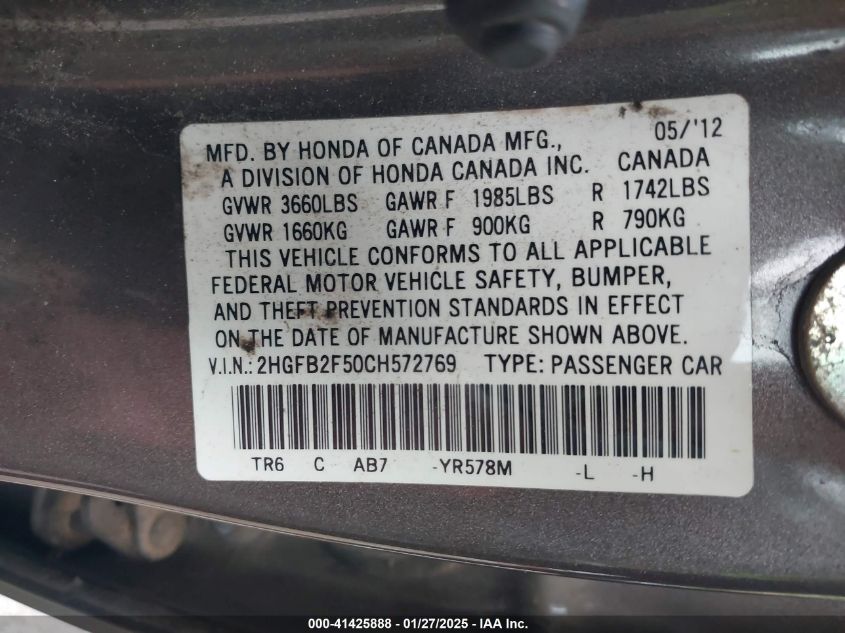 05/'12
MFD. BY HONDA OF CANADA MFG.,
A DIVISION OF HONDA CANADA INC. CANADA
GVWR 3660LBS GAWR F 1985LBS R 1742LBS
GVWR 1660KG GAWR F 900KG R 790KG
THIS VEHICLE CONFORMS TO ALL APPLICABLE
FEDERAL MOTOR VEHICLE SAFETY, BUMPER,
AND THEFT PREVENTION STANDARDS IN EFFECT
ON THE DATE OF MANUFACTURE SHOWN ABOVE.
V.I.N.: 2HGFB2F50CH572769 TYPE: PASSENGER CAR
TR6 C AB7 -YR578M -L -H
000-41425888 - 01/27/2025 - IAA Inc.